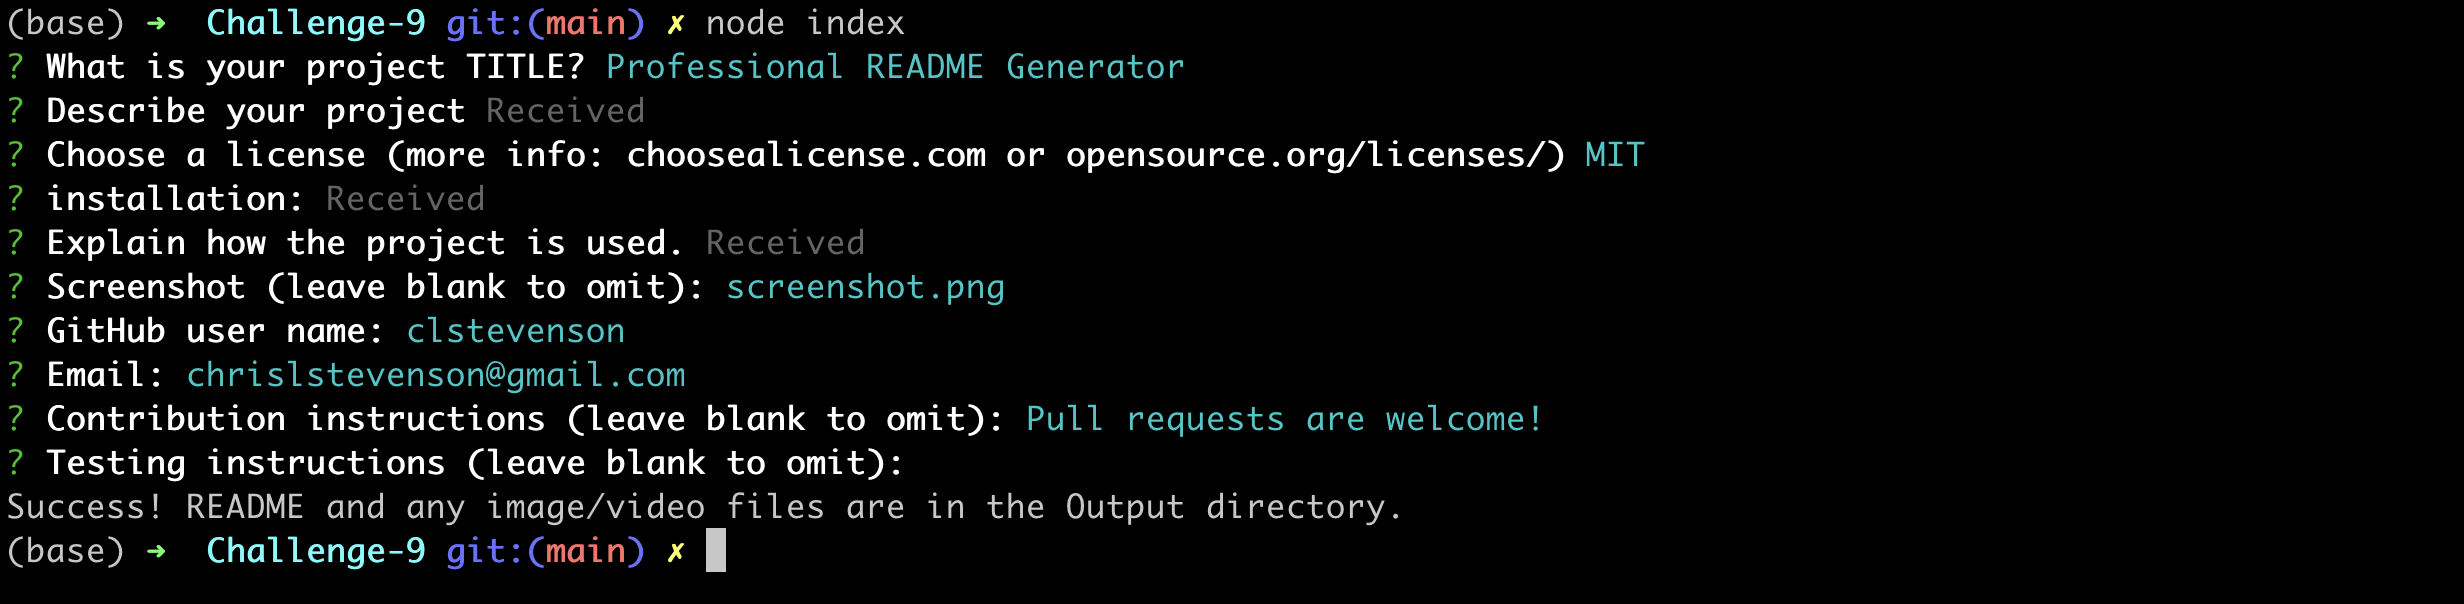 (base) ➜  Challenge-9 git:(main) ✗ node index
? What is your project TITLE? Professional README Generator
? Describe your project Received
? Choose a license (more info: choosealicense.com or opensource.org/licenses/) MIT
? installation: Received
? Explain how the project is used. Received
? Screenshot (leave blank to omit): screenshot.png
? GitHub user name: clstevenson
? Email: chrislstevenson@gmail.com
? Contribution instructions (leave blank to omit): Pull requests are welcome!
? Testing instructions (leave blank to omit):
Success! README and any image/video files are in the Output directory.
(base) ➜  Challenge-9 git:(main) ✗